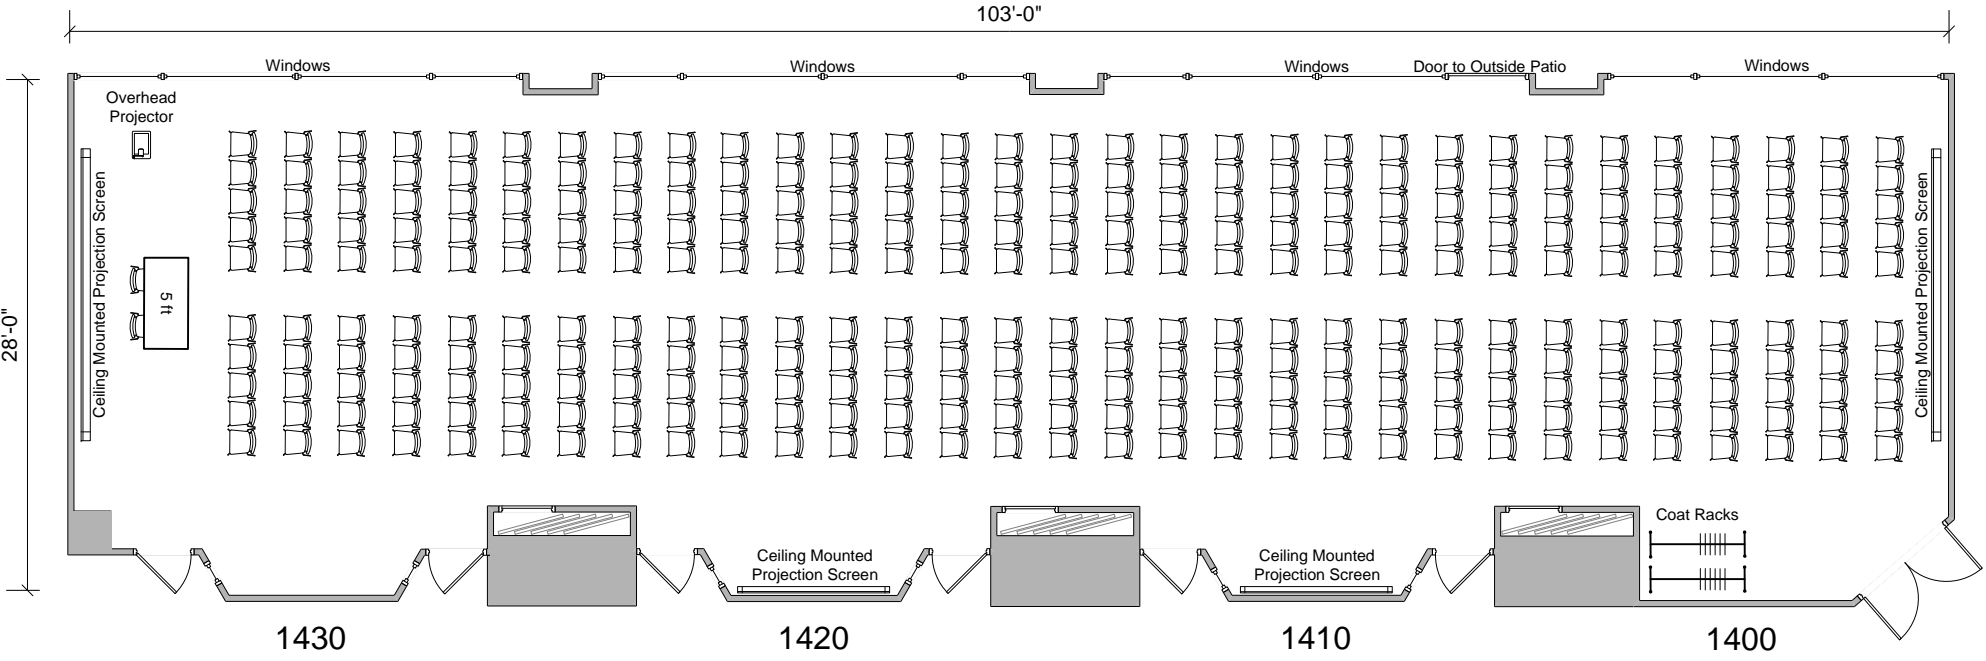 103'-0"
Windows
Windows
Windows
Door to Outside Patio
Windows
Overhead
Projector
Ceiling Mounted Projection Screen
5 ft
28'-0"
Ceiling Mounted Projection Screen
Coat Racks
Ceiling Mounted
Projection Screen
Ceiling Mounted
Projection Screen
1430
1420
1410
1400